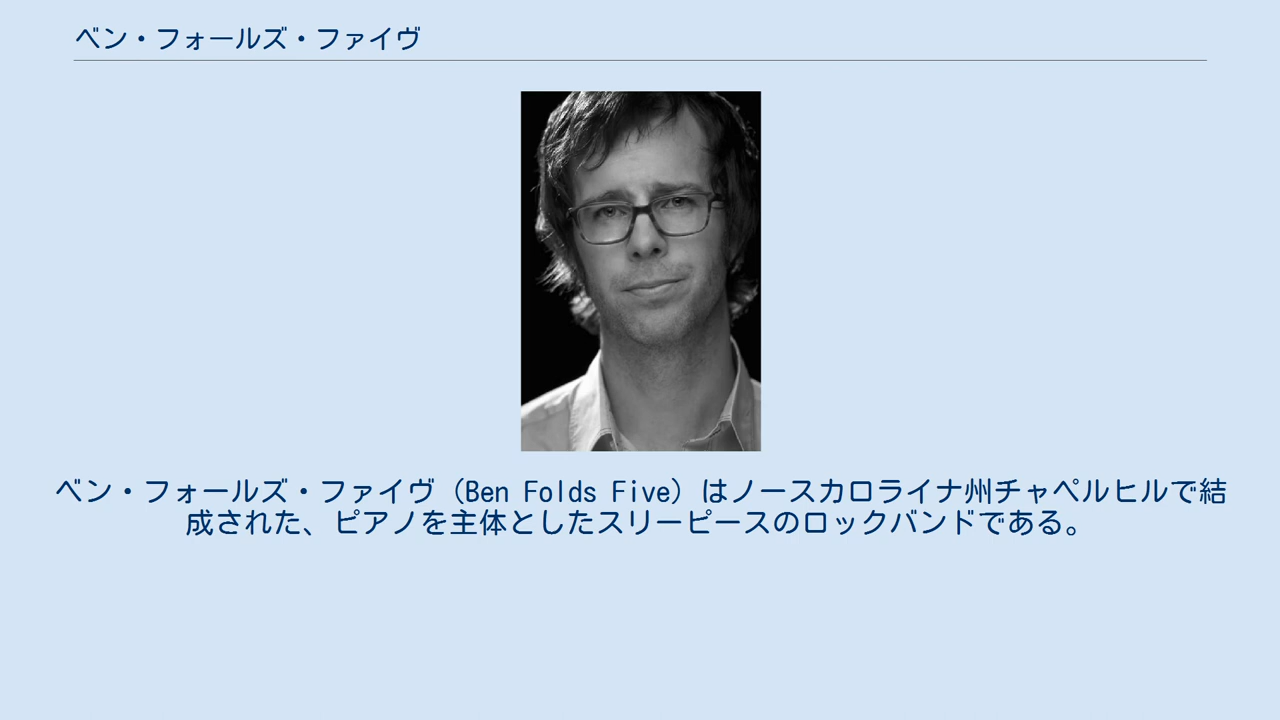 ベン・フォールズ・ファイヴ
ベン・フォールズ・ファイヴ（Ben Folds Five）はノースカロライナ州チャペルヒルで結
成された、ピアノを主体としたスリーピースのロックバンドである。